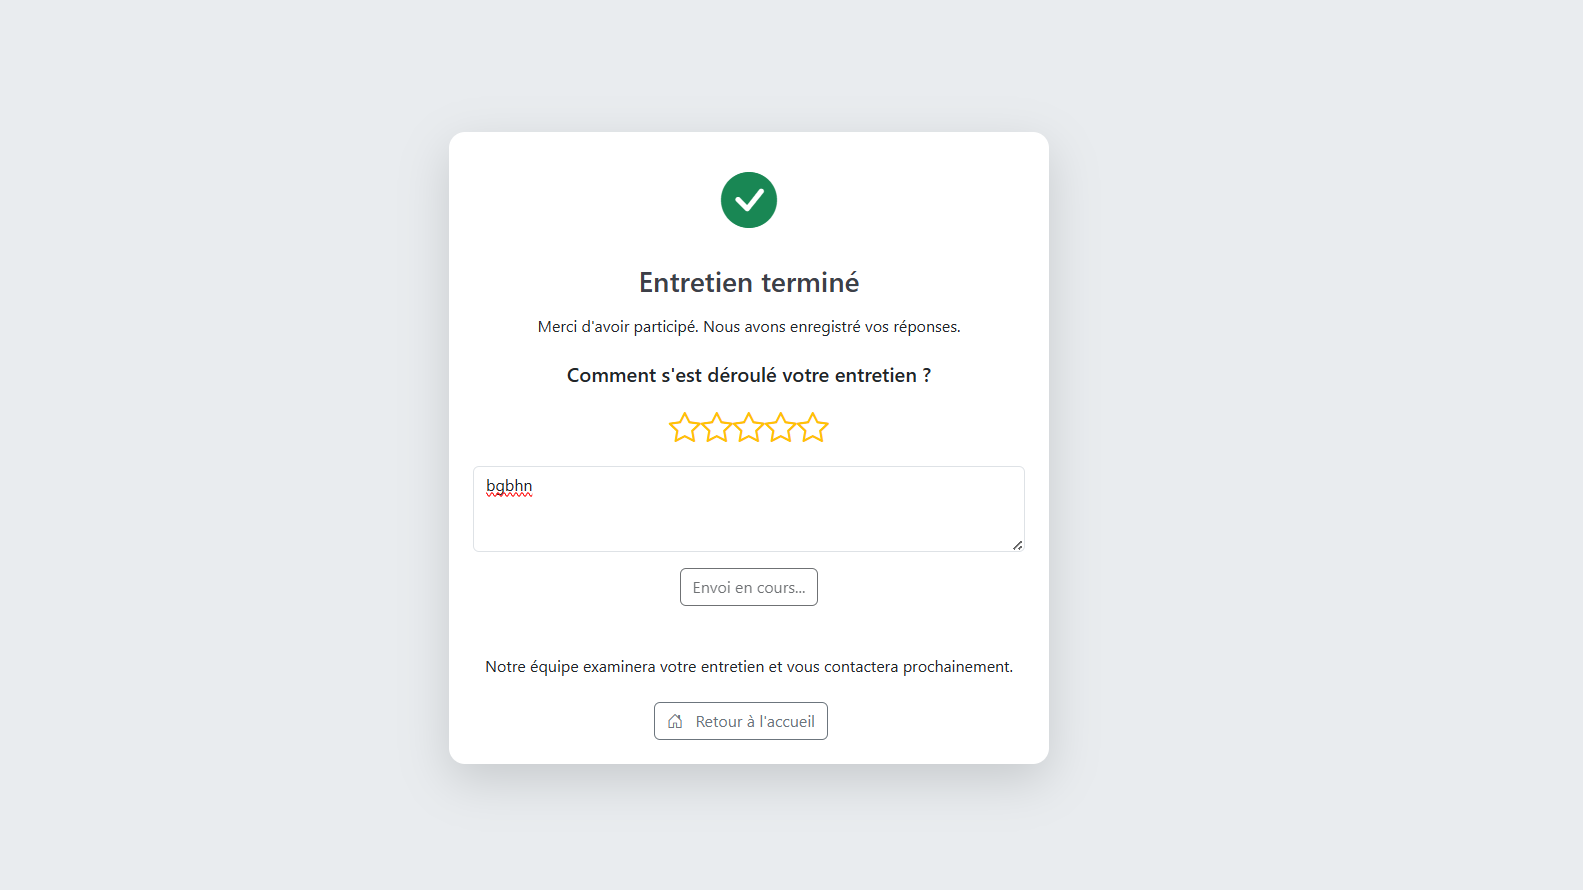 Entretien terminé
Merci d'avoir participé. Nous avons enregistré vos réponses.
Comment s'est déroulé votre entretien ?
bgbhn
Envoi en cours...
Notre équipe examinera votre entretien et vous contactera prochainement.
Retour à l'accueil